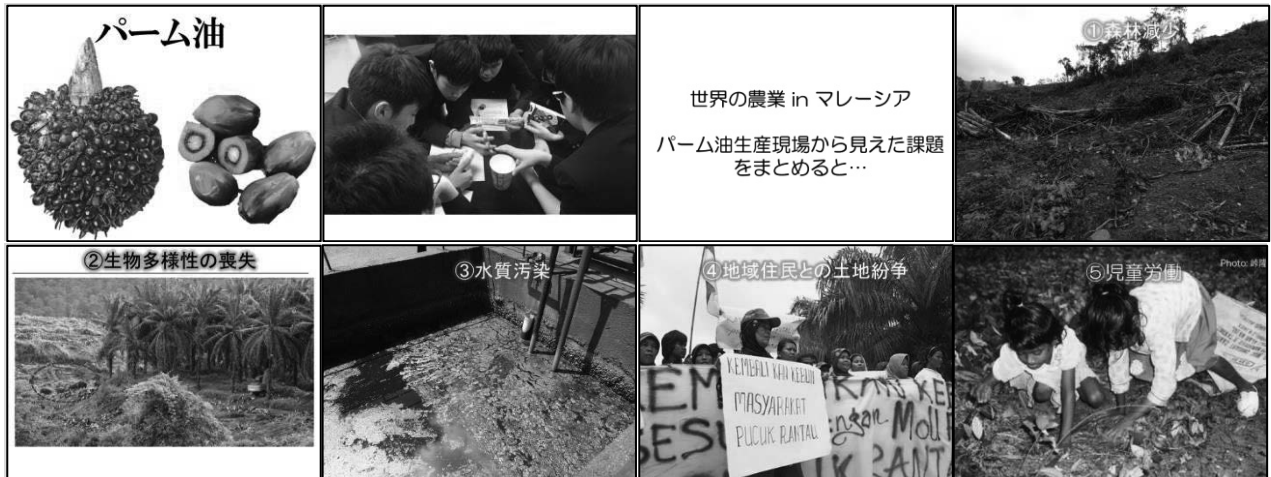 パーム油
世界の農業 in マレーシア
パーム油生産現場から見えた課題
をまとめると…
①森林減少
②生物多様性の喪失
③水質汚染
④地域住民との土地紛争
KEMBALI KAN KEBUN
MASYARAKAT
PUCUK RANTAU
⑤児童労働
Photo: